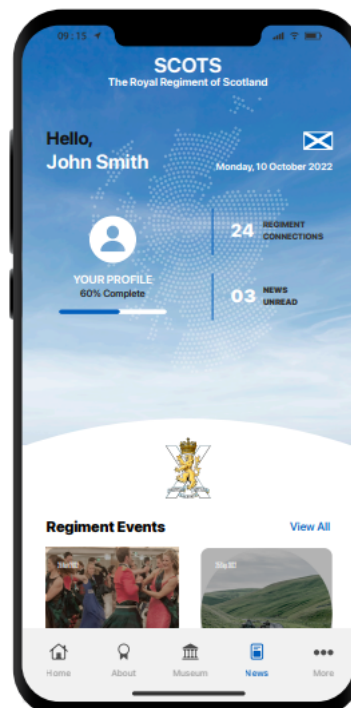 09:15
SCOTS
The Royal Regiment of Scotland
Hello,
John Smith
Monday, 10 October 2022
24 REGIMENT
CONNECTIONS
YOUR PROFILE
60% Complete
03 NEWS
UNREAD
Regiment Events
View All
Home
About
Museum
News
More